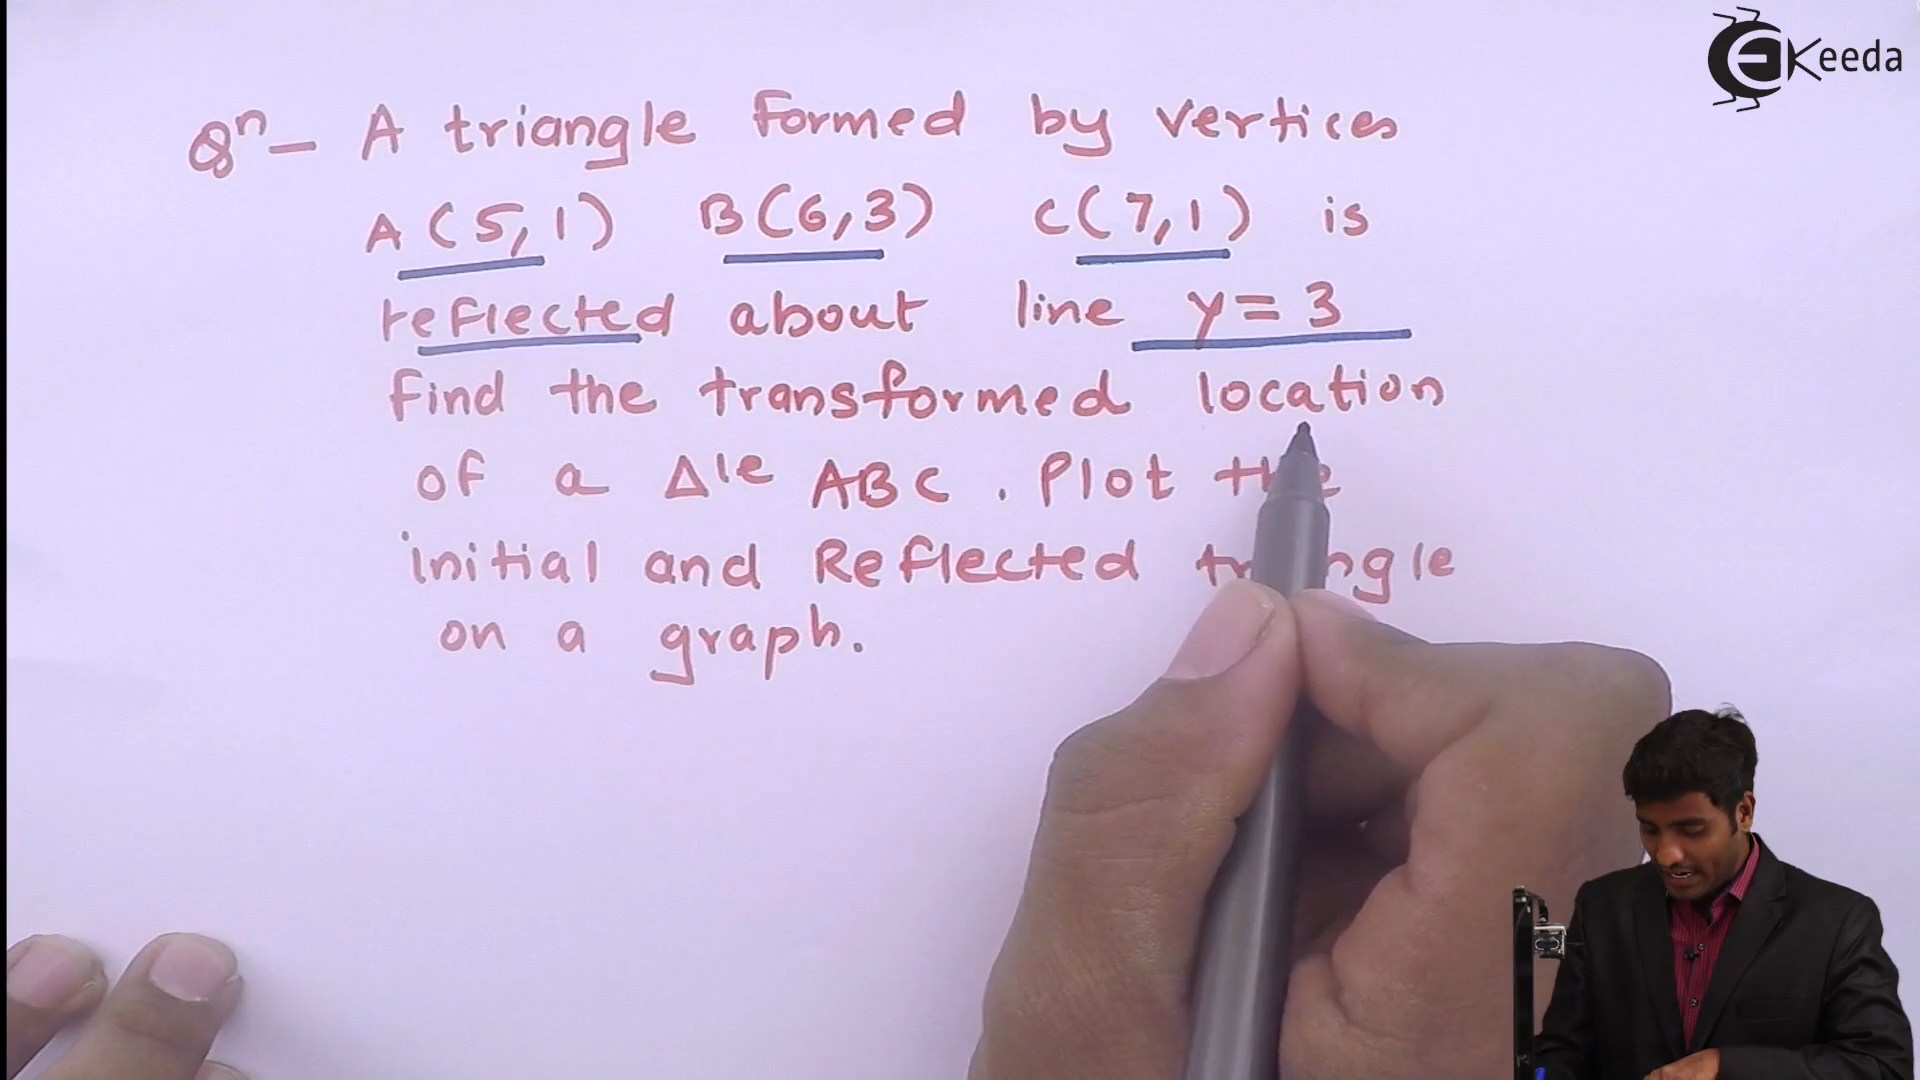 EKeeda
Qn- A triangle formed by vertices
A(5,1) B(6,3) C(7,1) is
reflected about line y=3
find the transformed location
of a Δle ABC. Plot the
initial and Reflected triangle
on a graph.